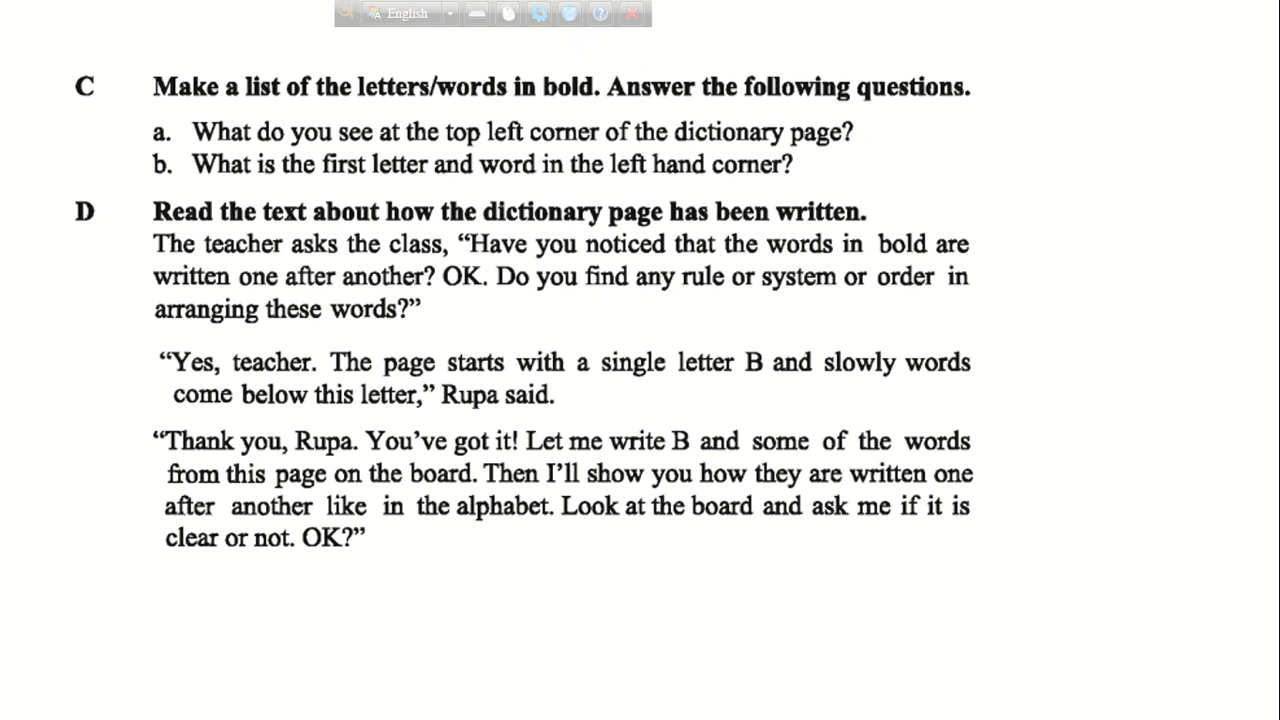 English
C Make a list of the letters/words in bold. Answer the following questions.
a. What do you see at the top left corner of the dictionary page?
b. What is the first letter and word in the left hand corner?
D Read the text about how the dictionary page has been written.
The teacher asks the class, “Have you noticed that the words in bold are
written one after another? OK. Do you find any rule or system or order in
arranging these words?”
“Yes, teacher. The page starts with a single letter B and slowly words
come below this letter,” Rupa said.
“Thank you, Rupa. You’ve got it! Let me write B and some of the words
from this page on the board. Then I’ll show you how they are written one
after another like in the alphabet. Look at the board and ask me if it is
clear or not. OK?”